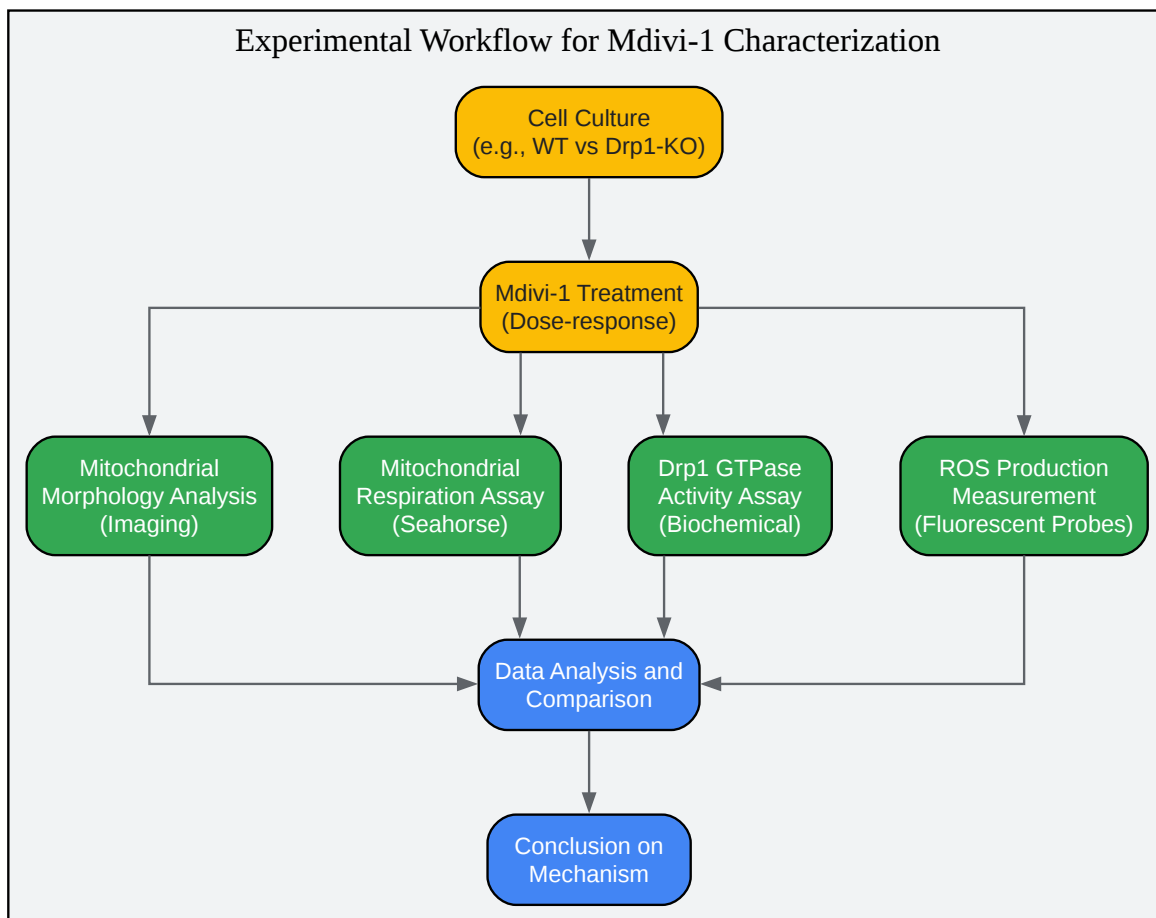 Experimental Workflow for Mdivi-1 Characterization
Cell Culture
(e.g., WT vs Drp1-KO)
Mdivi-1 Treatment
(Dose-response)
Mitochondrial
Morphology Analysis
(Imaging)
Mitochondrial
Respiration Assay
(Seahorse)
Drp1 GTPase
Activity Assay
(Biochemical)
ROS Production
Measurement
(Fluorescent Probes)
Data Analysis and
Comparison
Conclusion on
Mechanism